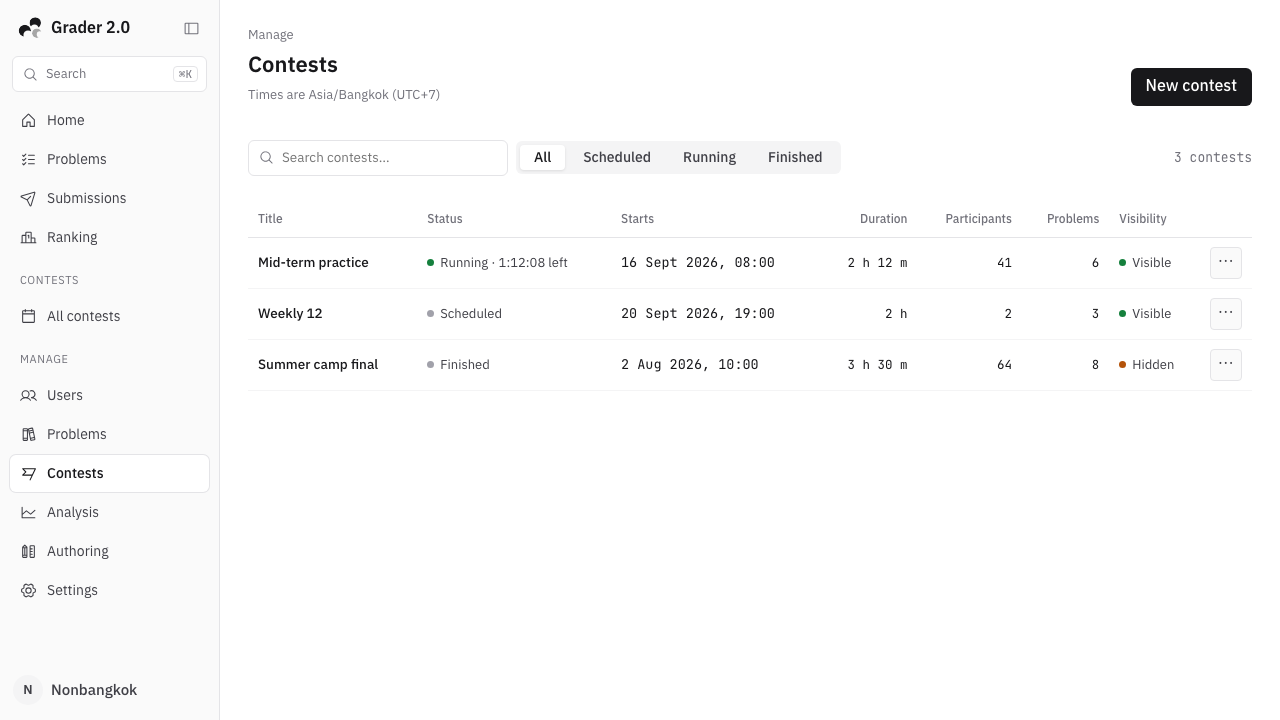 Grader 2.0
Search ⌘K
Home
Problems
Submissions
Ranking
CONTESTS
All contests
MANAGE
Users
Problems
Contests
Analysis
Authoring
Settings
N Nonbangkok
Manage
Contests
Times are Asia/Bangkok (UTC+7)
New contest
Search contests...
All Scheduled Running Finished
3 contests
Title Status Starts Duration Participants Problems Visibility
Mid-term practice Running · 1:12:08 left 16 Sept 2026, 08:00 2 h 12 m 41 6 Visible ...
Weekly 12 Scheduled 20 Sept 2026, 19:00 2 h 2 3 Visible ...
Summer camp final Finished 2 Aug 2026, 10:00 3 h 30 m 64 8 Hidden ...